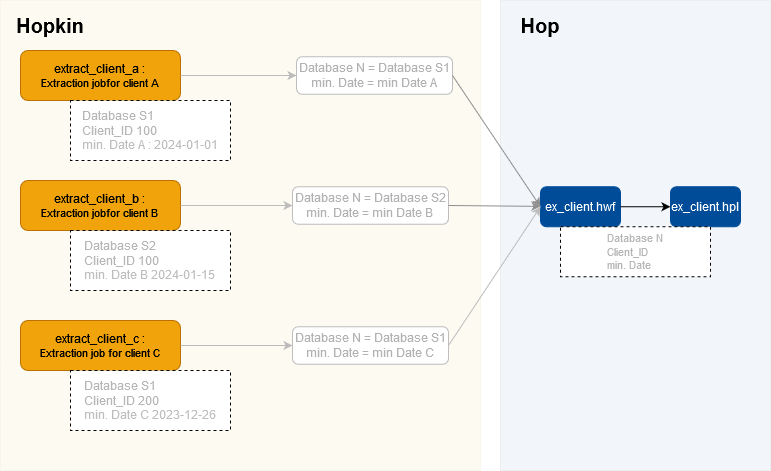 Hopkin
Hop
extract_client_a :
Extraction jobfor client A
Database N = Database S1
min. Date = min Date A
Database S1
Client_ID 100
min. Date A : 2024-01-01
extract_client_b :
Extraction jobfor client B
Database N = Database S2
min. Date = min Date B
ex_client.hwf
ex_client.hpl
Database S2
Client_ID 100
min. Date B 2024-01-15
Database N
Client_ID
min. Date
extract_client_c :
Extraction job for client C
Database N = Database S1
min. Date = min Date C
Database S1
Client_ID 200
min. Date C 2023-12-26